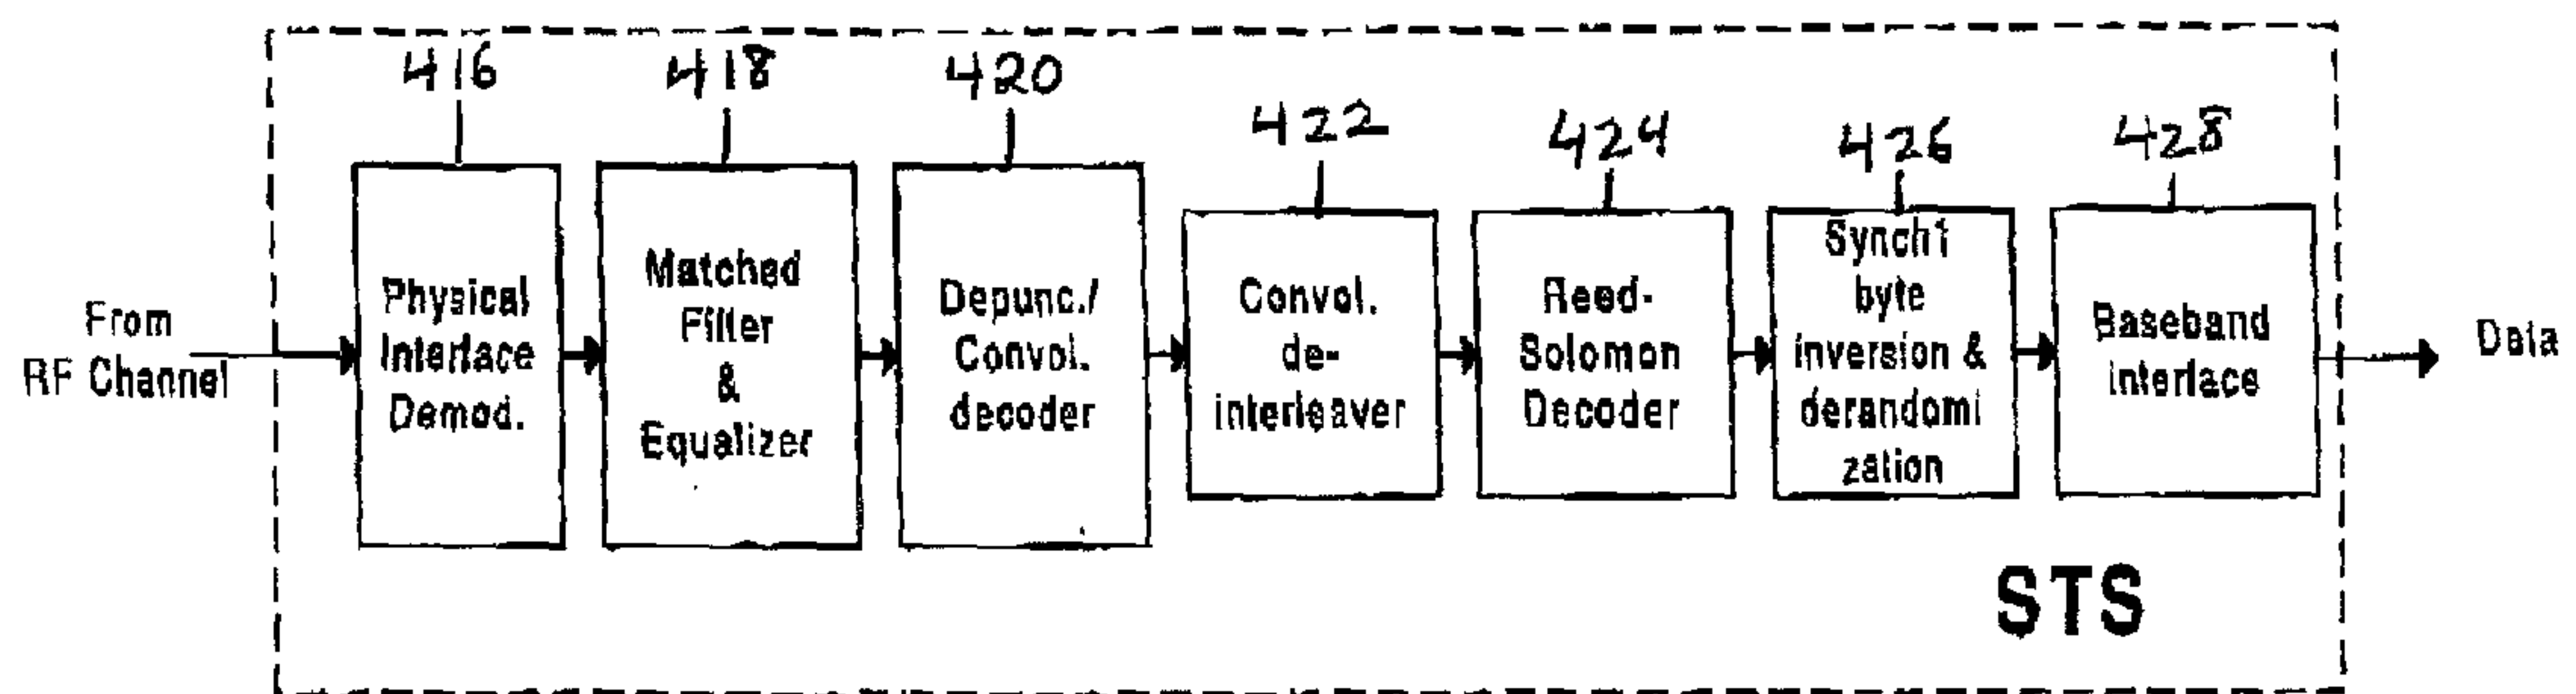 416
418
420
422
424
426
428
From
RF Channel
Physical
Interface
Demod.
Matched
Filter
&
Equalizer
Depunc./
Convol.
decoder
Convol.
de-
interleaver
Reed-
Solomon
Decoder
Synch1
byte
inversion &
derandomi
zation
Baseband
interface
Data
STS